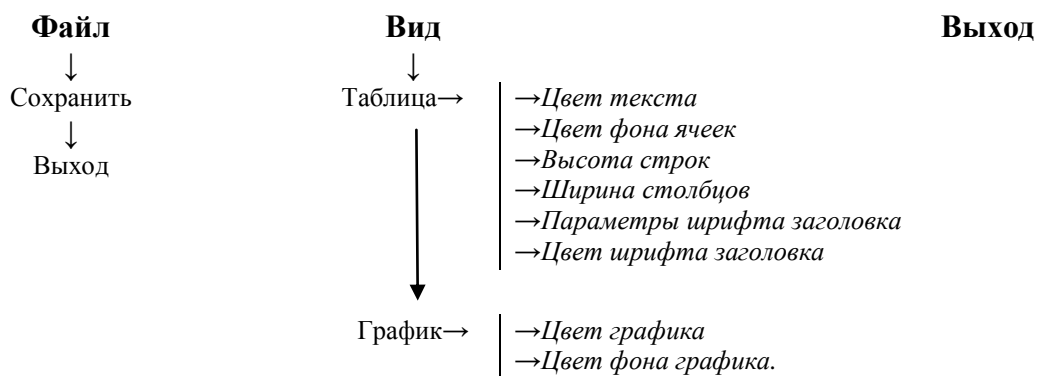 Файл Вид Выход
↓ ↓
Сохранить Таблица→ →Цвет текста
↓ →Цвет фона ячеек
Выход →Высота строк
→Ширина столбцов
→Параметры шрифта заголовка
→Цвет шрифта заголовка
График→ →Цвет графика
→Цвет фона графика.